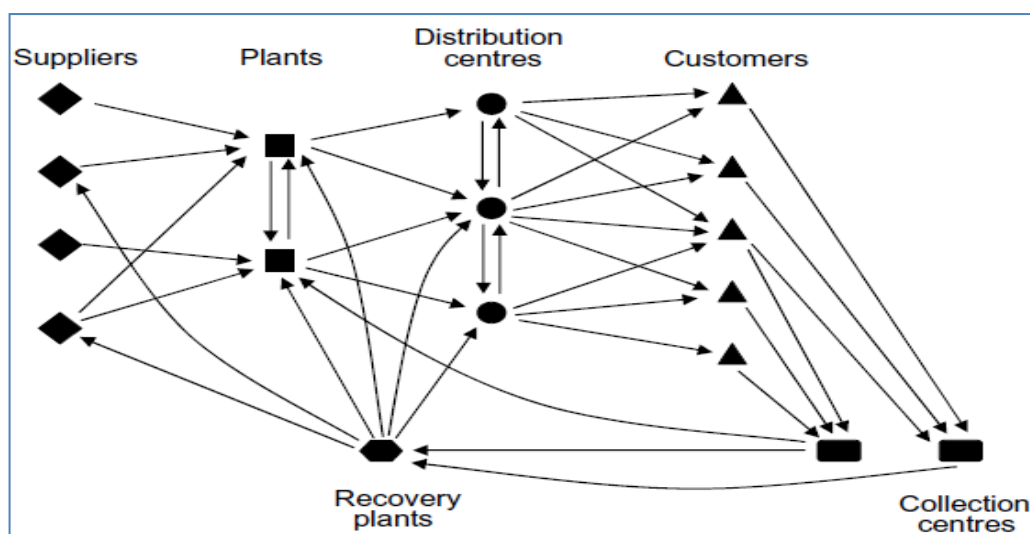 Suppliers
Plants
Distribution
centres
Customers
Recovery
plants
Collection
centres